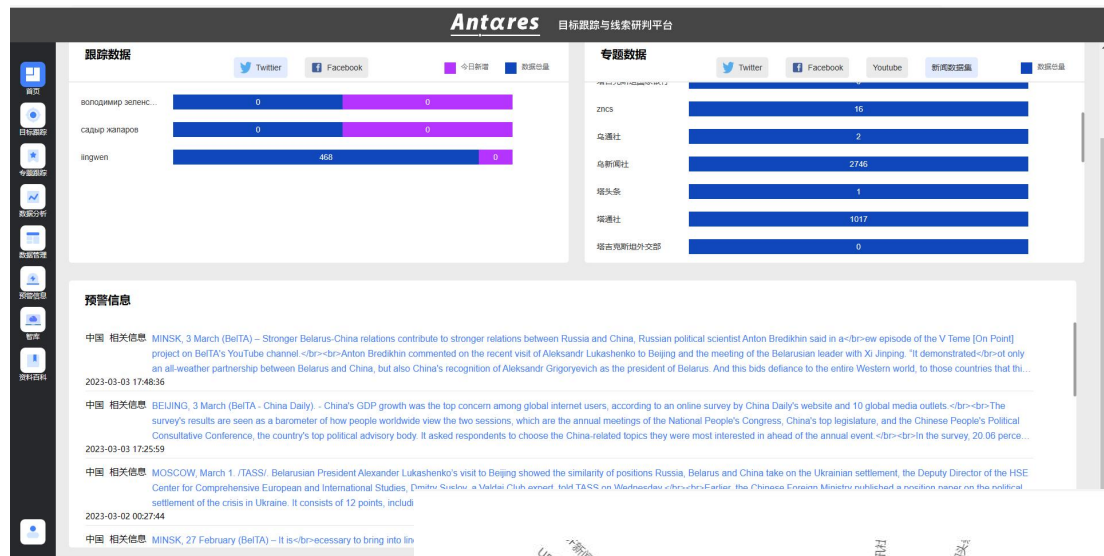 Antares 目标跟踪与线索研判平台
首页
目标跟踪
专题跟踪
数据分析
数据管理
预警信息
智库
资料百科
跟踪数据
Twitter Facebook 今日新增 数据总量
володимир зеленс... 0 0
садыр жапаров 0 0
lingwen 468 0
专题数据
Twitter Facebook Youtube 新闻数据集 数据总量
zncs 16
乌通社 2
乌新闻社 2746
塔头条 1
塔通社 1017
塔吉克斯坦外交部 0
预警信息
中国 相关信息 MINSK, 3 March (BelTA) – Stronger Belarus-China relations contribute to stronger relations between Russia and China, Russian political scientist Anton Bredikhin said in a</br>ew episode of the V Teme [On Point]
project on BelTA's YouTube channel.</br><br>Anton Bredikhin commented on the recent visit of Aleksandr Lukashenko to Beijing and the meeting of the Belarusian leader with Xi Jinping. "It demonstrated</br>ot only
an all-weather partnership between Belarus and China, but also China's recognition of Aleksandr Grigoryevich as the president of Belarus. And this bids defiance to the entire Western world, to those countries that thi...
2023-03-03 17:48:36
中国 相关信息 BEIJING, 3 March (BelTA - China Daily). - China's GDP growth was the top concern among global internet users, according to an online survey by China Daily's website and 10 global media outlets.</br><br>The
survey's results are seen as a barometer of how people worldwide view the two sessions, which are the annual meetings of the National People's Congress, China's top legislature, and the Chinese People's Political
Consultative Conference, the country's top political advisory body. It asked respondents to choose the China-related topics they were most interested in ahead of the annual event.</br><br>In the survey, 20.06 perce...
2023-03-03 17:25:59
中国 相关信息 MOSCOW, March 1. /TASS/. Belarusian President Alexander Lukashenko's visit to Beijing showed the similarity of positions Russia, Belarus and China take on the Ukrainian settlement, the Deputy Director of the HSE
Center for Comprehensive European and International Studies, Dmitry Suslov, a Valdai Club expert, told TASS on Wednesday.</br><br>Earlier, the Chinese Foreign Ministry published a position paper on the political
settlement of the crisis in Ukraine. It consists of 12 points, includi
2023-03-02 00:27:44
中国 相关信息 MINSK, 27 February (BelTA) – It is</br>ecessary to bring into lin